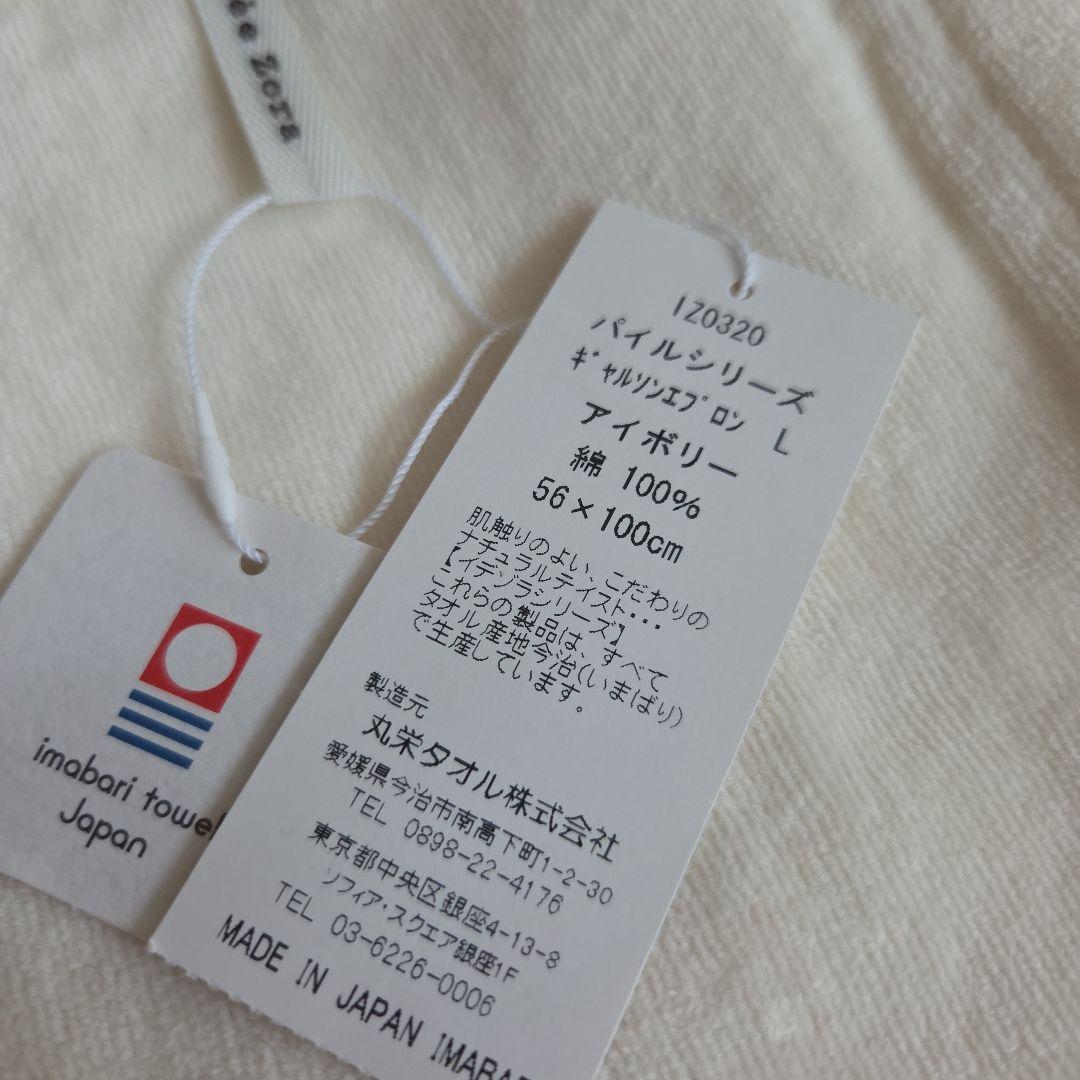 ée Zora
IZ0320
パイルシリーズ
ｷﾞｬﾙｿﾝｴﾌﾟﾛﾝ L
アイボリー
綿 100%
56×100cm
肌触りのよい、こだわりの
ナチュラルテイスト･･･
【イデゾラシリーズ】
これらの製品は、すべて
タオル産地今治(いまばり)
で生産しています。
製造元
丸栄タオル株式会社
愛媛県今治市南高下町1-2-30
TEL 0898-22-4176
東京都中央区銀座4-13-8
ソフィア･スクエア銀座1F
TEL 03-6226-0006
MADE IN JAPAN IMABA
imabari towel
Japan